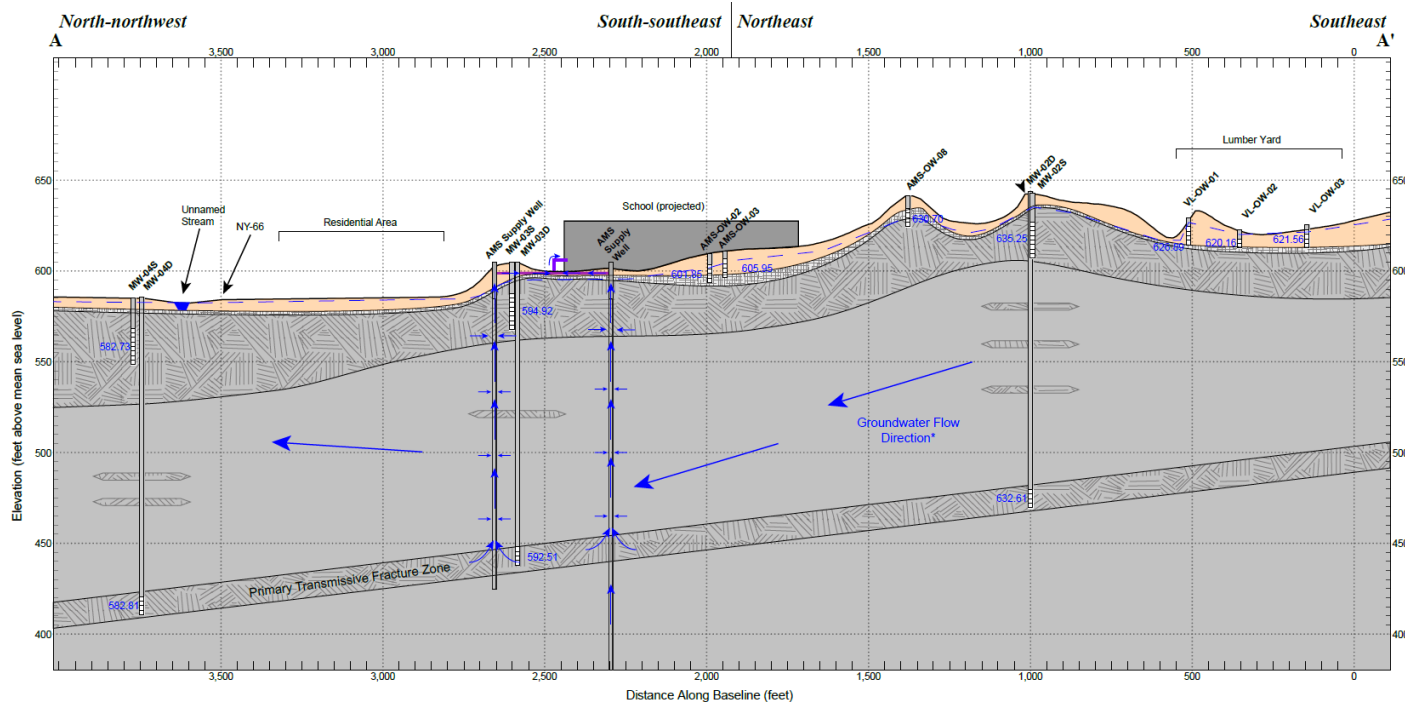 North-northwest
South-southeast
Northeast
Southeast
A
A'
3,500
3,000
2,500
2,000
1,500
1,000
500
0
650
600
550
500
450
400
650
600
550
500
450
400
Elevation (feet above mean sea level)
Unnamed
Stream
NY-66
Residential Area
School (projected)
Lumber Yard
MW-04S
MW-04D
AMS Supply Well
MW-03S
MW-03D
AMS
Supply
Well
AMS-OW-02
AMS-OW-03
AMS-OW-08
MW-02D
MW-02S
VL-OW-01
VL-OW-02
VL-OW-03
582.73
594.92
605.95
630.70
635.25
620.16
621.56
Groundwater Flow
Direction*
632.61
592.51
582.81
Primary Transmissive Fracture Zone
3,500
3,000
2,500
2,000
1,500
1,000
500
0
Distance Along Baseline (feet)